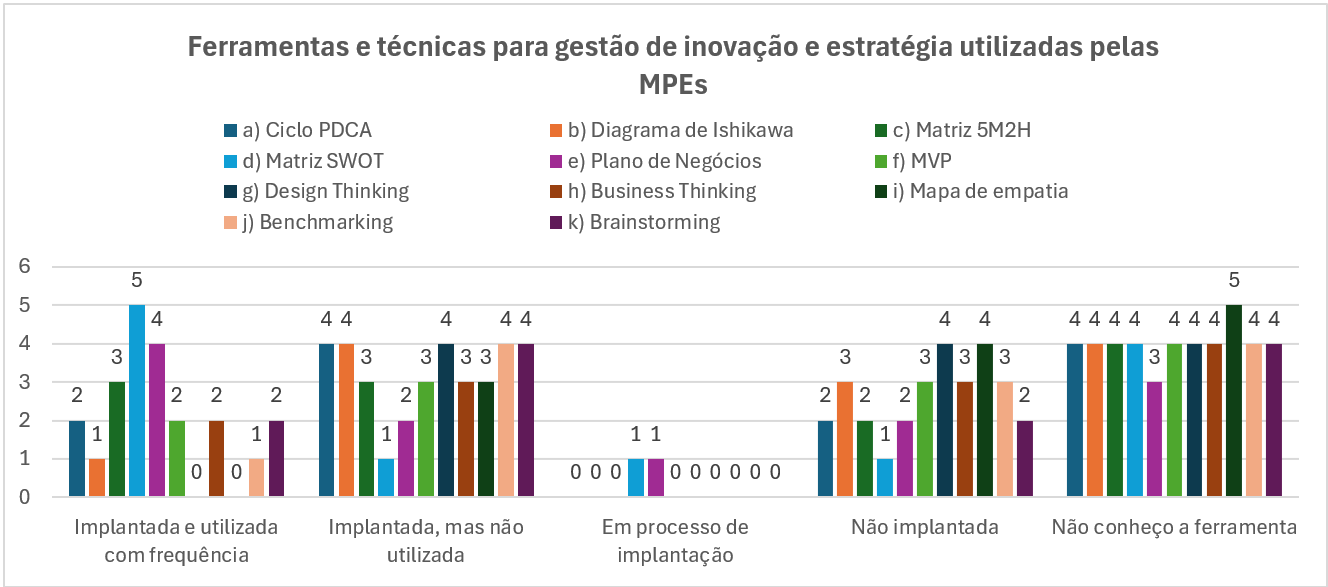 Ferramentas e técnicas para gestão de inovação e estratégia utilizadas pelas
MPEs
a) Ciclo PDCA b) Diagrama de Ishikawa c) Matriz 5M2H
d) Matriz SWOT e) Plano de Negócios f) MVP
g) Design Thinking h) Business Thinking i) Mapa de empatia
j) Benchmarking k) Brainstorming
6
5
4
3
2
1
0
2 1 3 5 4 2 0 2 0 1 2
4 4 3 1 2 3 4 3 3 4 4
0 0 0 1 1 0 0 0 0 0 0
2 3 2 1 2 3 4 3 4 3 2
4 4 4 4 3 4 4 4 5 4 4
Implantada e utilizada
com frequência
Implantada, mas não
utilizada
Em processo de
implantação
Não implantada
Não conheço a ferramenta